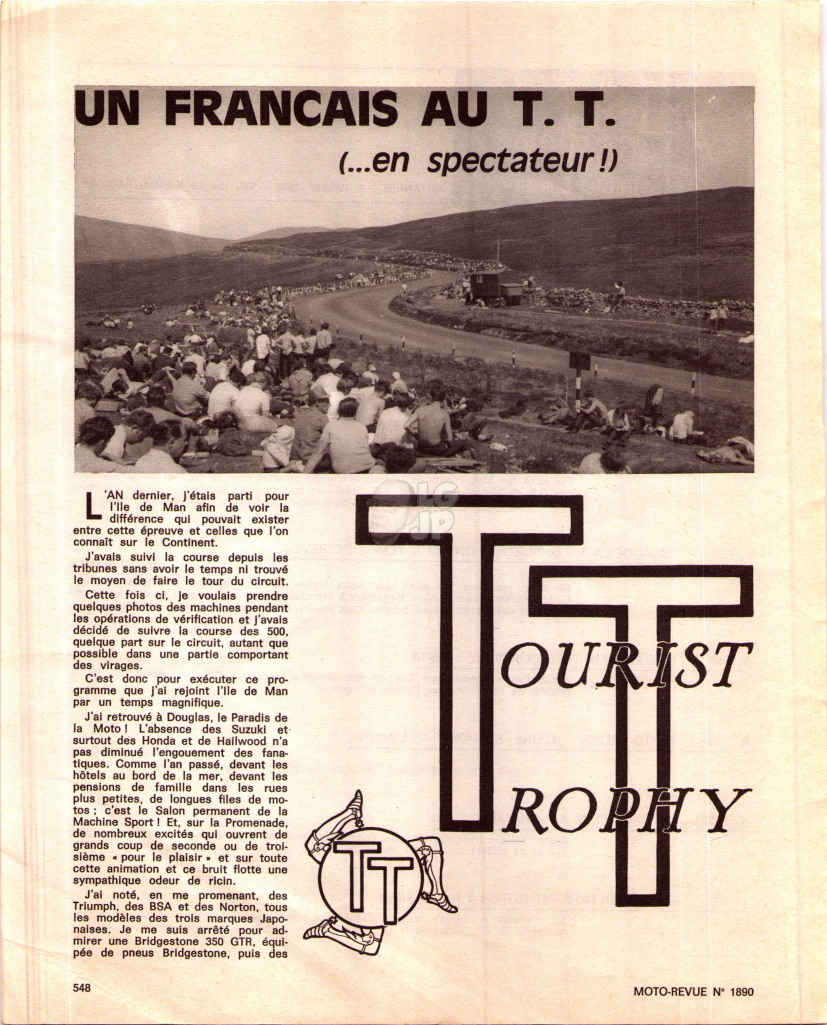 UN FRANCAIS AU T. T.
(...en spectateur !)
L'AN dernier, j'étais parti pour
l'Ile de Man afin de voir la
différence qui pouvait exister
entre cette épreuve et celles que l'on
connaît sur le Continent.
J'avais suivi la course depuis les
tribunes sans avoir le temps ni trouvé
le moyen de faire le tour du circuit.
Cette fois ci, je voulais prendre
quelques photos des machines pendant
les opérations de vérification et j'avais
décidé de suivre la course des 500,
quelque part sur le circuit, autant que
possible dans une partie comportant
des virages.
C'est donc pour exécuter ce pro-
gramme que j'ai rejoint l'Ile de Man
par un temps magnifique.
J'ai retrouvé à Douglas, le Paradis de
la Moto ! L'absence des Suzuki et
surtout des Honda et de Hailwood n'a
pas diminué l'engouement des fana-
tiques. Comme l'an passé, devant les
hôtels au bord de la mer, devant les
pensions de famille dans les rues
plus petites, de longues files de mo-
tos ; c'est le Salon permanent de la
Machine Sport ! Et, sur la Promenade,
de nombreux excités qui ouvrent de
grands coup de seconde ou de troi-
sième « pour le plaisir » et sur toute
cette animation et ce bruit flotte une
sympathique odeur de ricin.
J'ai noté, en me promenant, des
Triumph, des BSA et des Norton, tous
les modèles des trois marques Japo-
naises. Je me suis arrêté pour ad-
mirer une Bridgestone 350 GTR, équi-
pée de pneus Bridgestone, puis des
LG
JP
TOURIST
TROPHY
TT
548
MOTO-REVUE N° 1890